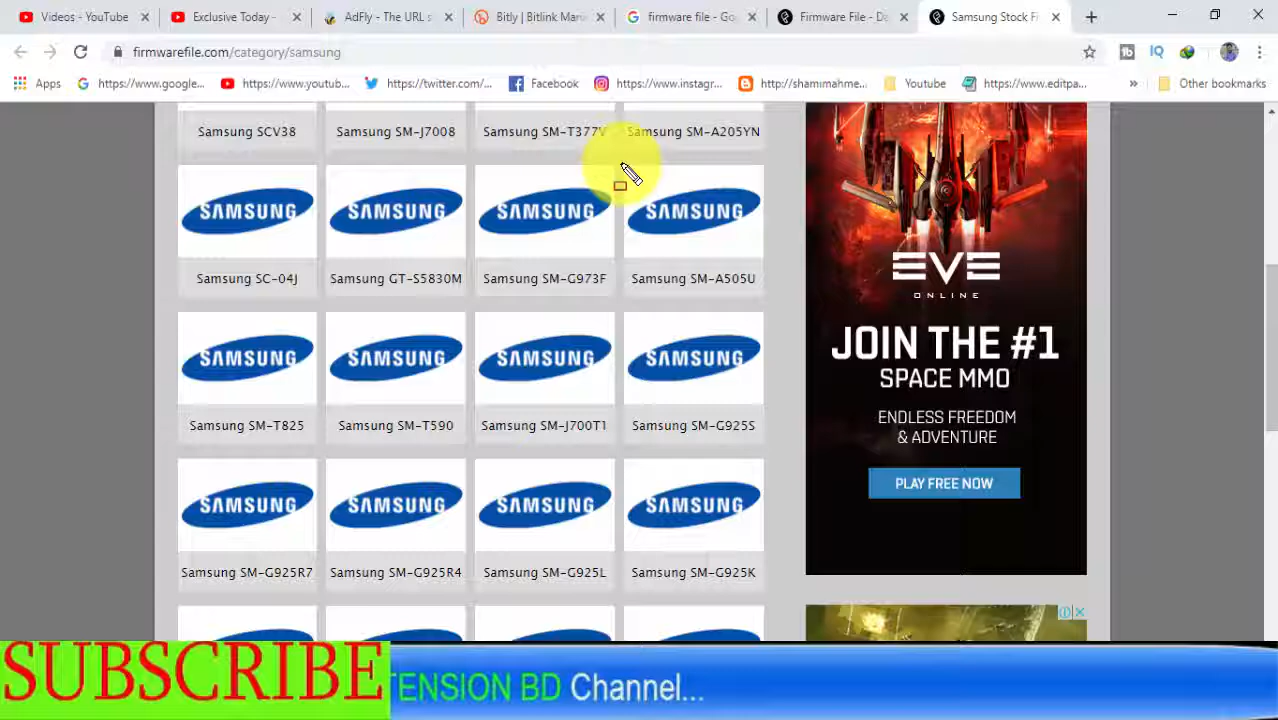 Videos - YouTube
Exclusive Today -
AdFly - The URL s
Bitly | Bitlink Man
firmware file - Go
Firmware File - De
Samsung Stock Fi
firmwarefile.com/category/samsung
Apps
https://www.google...
https://www.youtub...
https://twitter.com/...
Facebook
https://www.instagr...
http://shamimahme...
Youtube
https://www.editpa...
»
Other bookmarks
Samsung SCV38
Samsung SM-J7008
Samsung SM-T377V
Samsung SM-A205YN
SAMSUNG
SAMSUNG
SAMSUNG
SAMSUNG
Samsung SC-04J
Samsung GT-S5830M
Samsung SM-G973F
Samsung SM-A505U
SAMSUNG
SAMSUNG
SAMSUNG
SAMSUNG
Samsung SM-T825
Samsung SM-T590
Samsung SM-J700T1
Samsung SM-G925S
SAMSUNG
SAMSUNG
SAMSUNG
SAMSUNG
Samsung SM-G925R7
Samsung SM-G925R4
Samsung SM-G925L
Samsung SM-G925K
EVE
ONLINE
JOIN THE #1
SPACE MMO
ENDLESS FREEDOM
& ADVENTURE
PLAY FREE NOW
SUBSCRIBE
TENSION BD Channel...